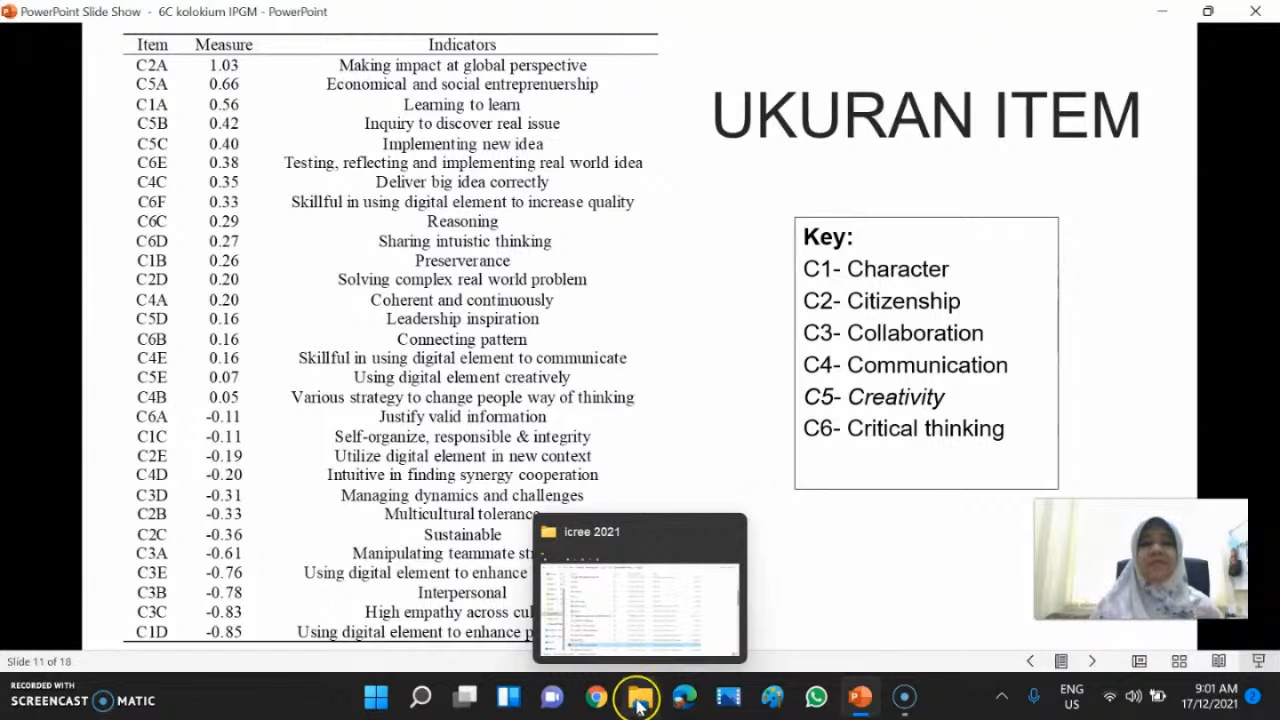 PowerPoint Slide Show - 6C kolokium IPGM - PowerPoint
Item Measure Indicators
C2A 1.03 Making impact at global perspective
C5A 0.66 Economical and social entreprenuership
C1A 0.56 Learning to learn
C5B 0.42 Inquiry to discover real issue
C5C 0.40 Implementing new idea
C6E 0.38 Testing, reflecting and implementing real world idea
C4C 0.35 Deliver big idea correctly
C6F 0.33 Skillful in using digital element to increase quality
C6C 0.29 Reasoning
C6D 0.27 Sharing intuistic thinking
C1B 0.26 Preserverance
C2D 0.20 Solving complex real world problem
C4A 0.20 Coherent and continuously
C5D 0.16 Leadership inspiration
C6B 0.16 Connecting pattern
C4E 0.16 Skillful in using digital element to communicate
C5E 0.07 Using digital element creatively
C4B 0.05 Various strategy to change people way of thinking
C6A -0.11 Justify valid information
C1C -0.11 Self-organize, responsible & integrity
C2E -0.19 Utilize digital element in new context
C4D -0.20 Intuitive in finding synergy cooperation
C3D -0.31 Managing dynamics and challenges
C2B -0.33 Multicultural tolerance
C2C -0.36 Sustainable
C3A -0.61 Manipulating teammate
C3E -0.76 Using digital element to enhance
C3B -0.78 Interpersonal
C3C -0.83 High empathy across
C1D -0.85 Using digital element to enhance
UKURAN ITEM
Key:
C1- Character
C2- Citizenship
C3- Collaboration
C4- Communication
C5- Creativity
C6- Critical thinking
icree 2021
Slide 11 of 18
RECORDED WITH
SCREENCAST MATIC
ENG
US
9:01 AM
17/12/2021
2